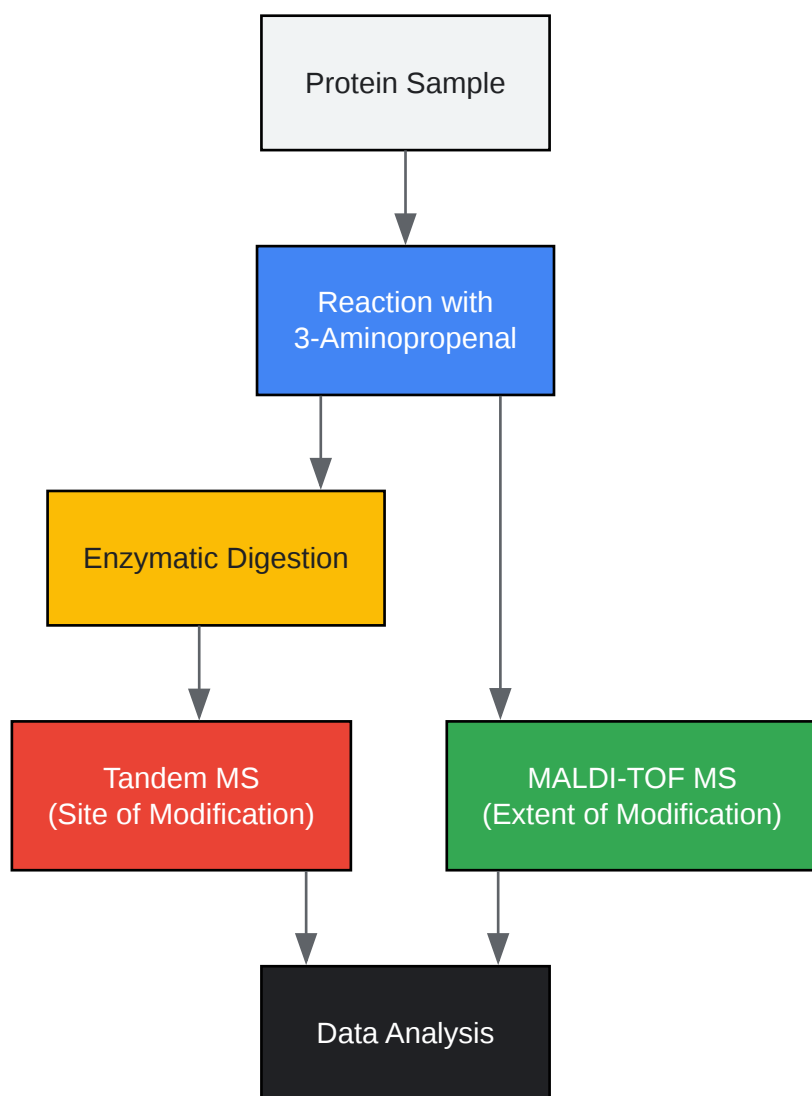 Protein Sample
Reaction with
3-Aminopropenal
Enzymatic Digestion
Tandem MS
(Site of Modification)
MALDI-TOF MS
(Extent of Modification)
Data Analysis